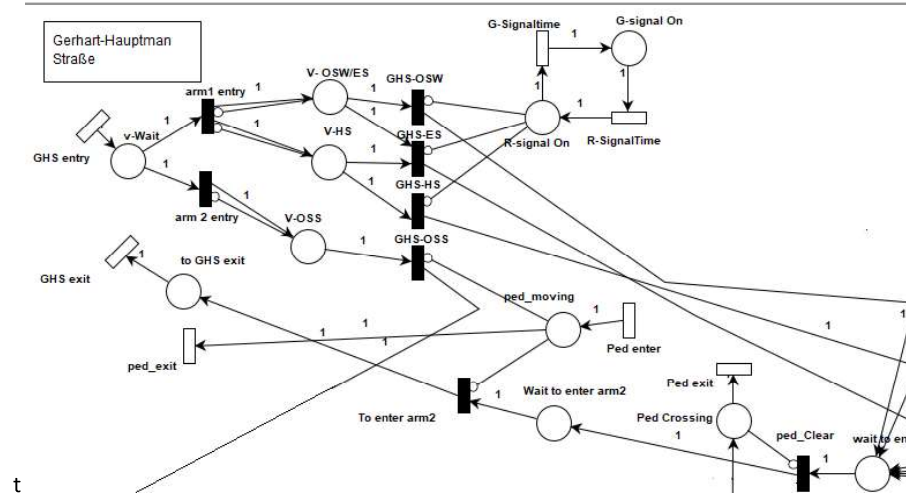 Gerhart-Hauptman
Straße
G-Signaltime
G-signal On
1
1
1
1
R-signal On
R-SignalTime
V- OSW/ES
GHS-OSW
arm1 entry
1
1
1
1
v-Wait
GHS entry
V-HS
GHS-ES
1
1
1
GHS-HS
1
1
arm 2 entry
V-OSS
1
GHS-OSS
to GHS exit
1
GHS exit
ped_moving
1
Ped enter
1
1
1
1
1
ped_exit
Ped exit
To enter arm2
1
Wait to enter arm2
Ped Crossing
1
ped_Clear
1
wait to en
t